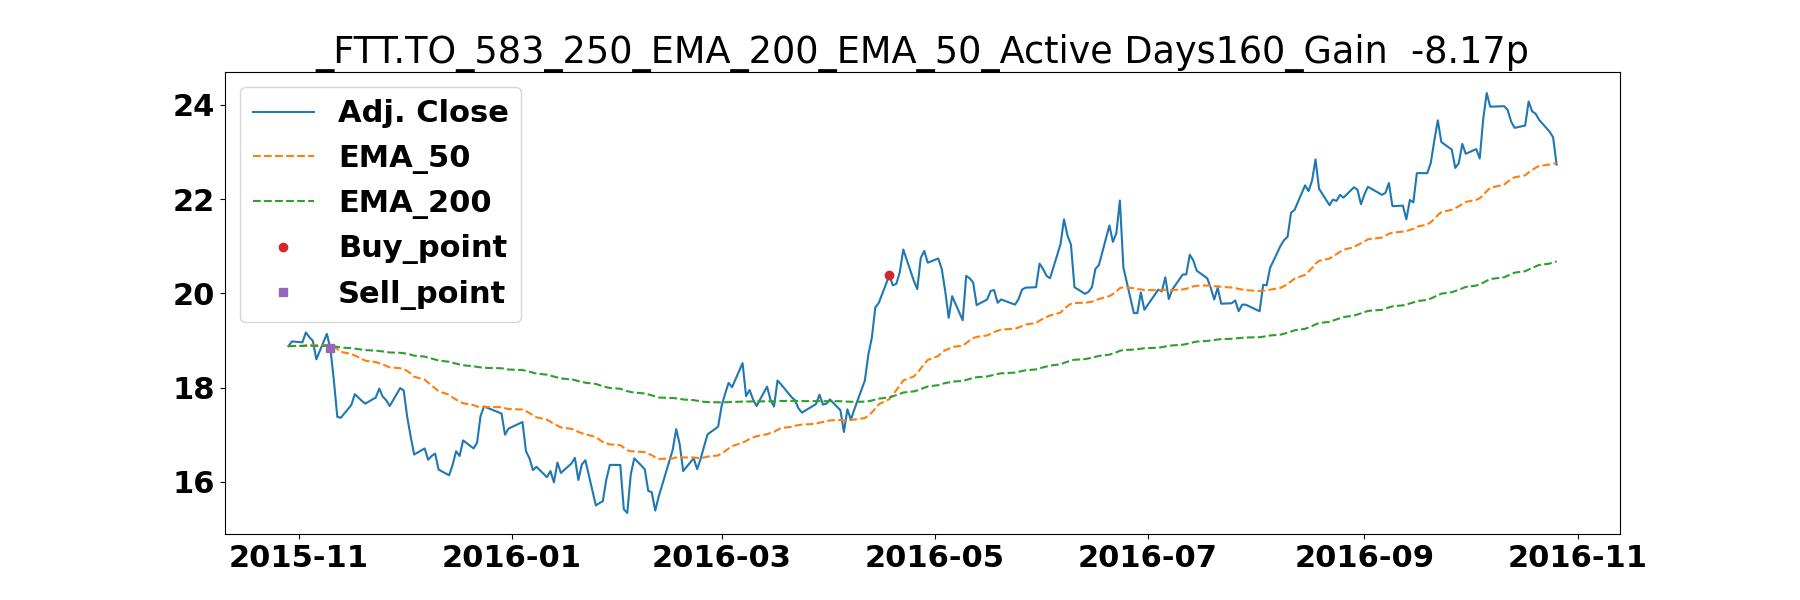 _FTT.TO_583_250_EMA_200_EMA_50_Active Days160_Gain  -8.17p
Adj. Close
EMA_50
EMA_200
Buy_point
Sell_point
24
22
20
18
16
2015-11 2016-01 2016-03 2016-05 2016-07 2016-09 2016-11